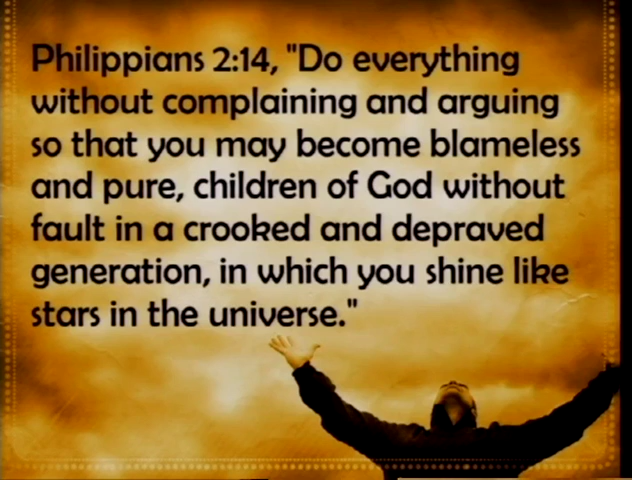 Philippians 2:14, "Do everything
without complaining and arguing
so that you may become blameless
and pure, children of God without
fault in a crooked and depraved
generation, in which you shine like
stars in the universe."